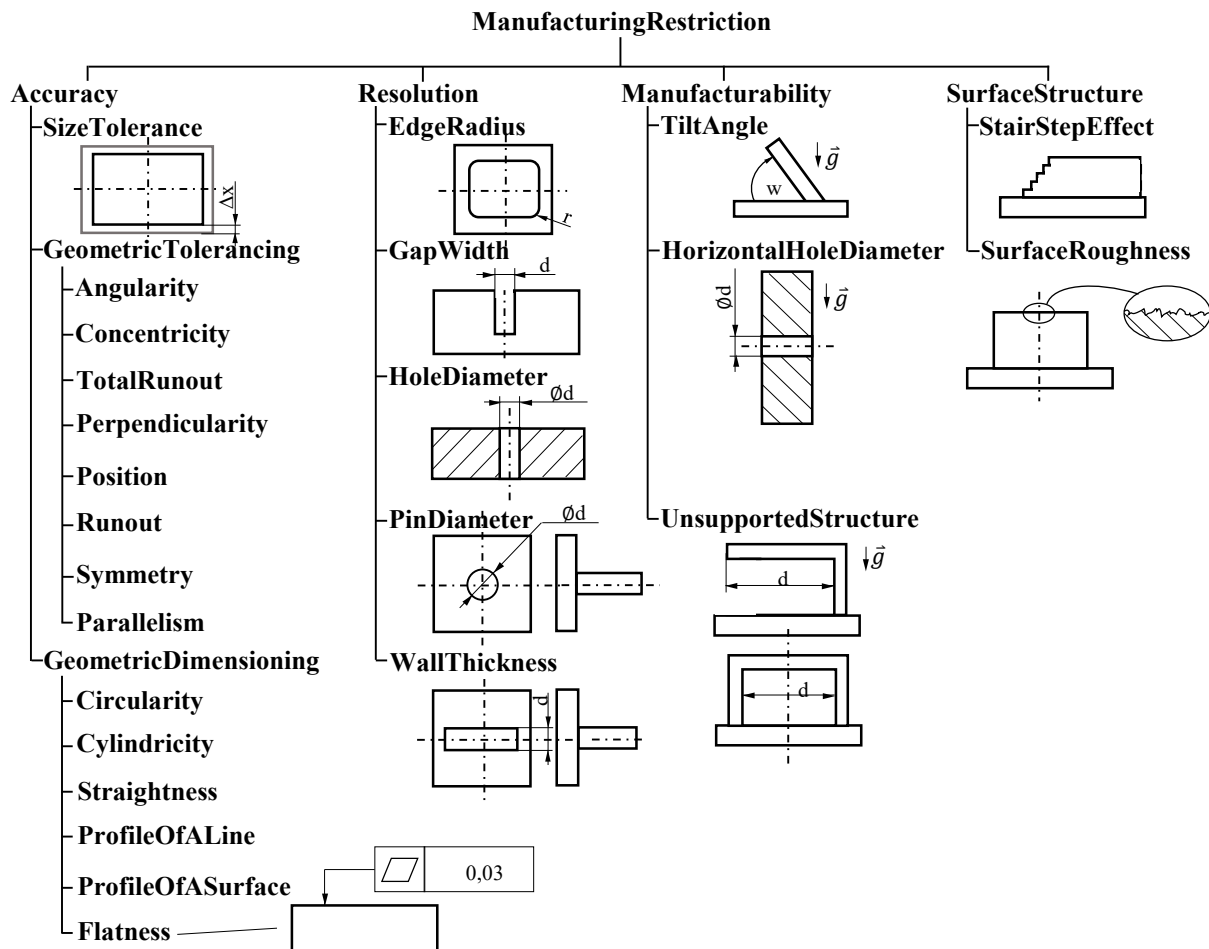 ManufacturingRestriction
Accuracy
SizeTolerance
Δx
GeometricTolerancing
Angularity
Concentricity
TotalRunout
Perpendicularity
Position
Runout
Symmetry
Parallelism
GeometricDimensioning
Circularity
Cylindricity
Straightness
ProfileOfALine
ProfileOfASurface
Flatness
0,03
Resolution
EdgeRadius
r
GapWidth
d
HoleDiameter
Ød
PinDiameter
Ød
WallThickness
d
Manufacturability
TiltAngle
w
g⃗
HorizontalHoleDiameter
Ød
g⃗
UnsupportedStructure
d
g⃗
d
SurfaceStructure
StairStepEffect
SurfaceRoughness